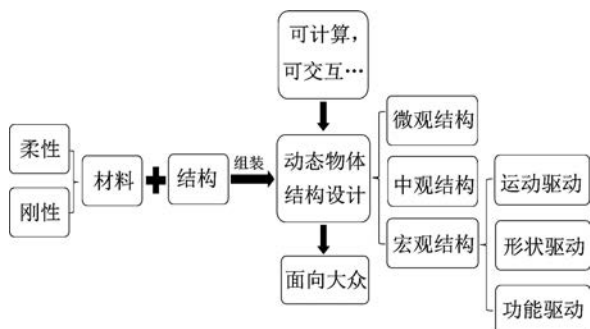 可计算，
可交互…
柔性
刚性
材料
结构
组装
动态物体
结构设计
面向大众
微观结构
中观结构
宏观结构
运动驱动
形状驱动
功能驱动